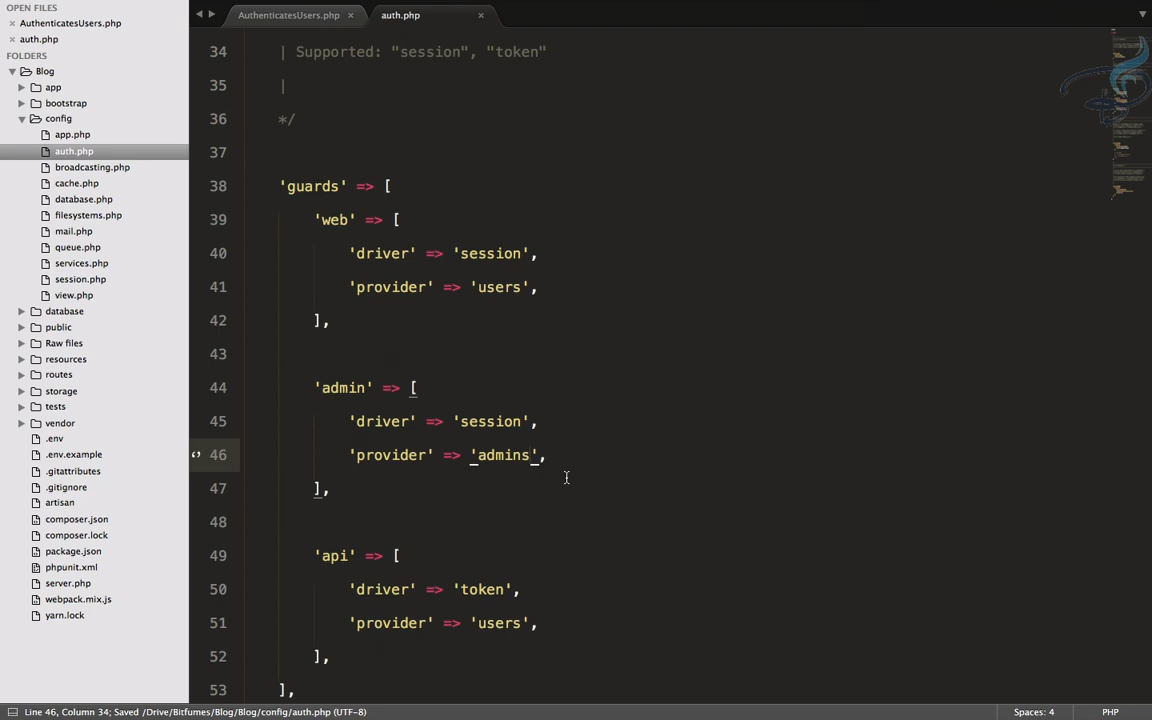 OPEN FILES
× AuthenticatesUsers.php
× auth.php
FOLDERS
Blog
app
bootstrap
config
app.php
auth.php
broadcasting.php
cache.php
database.php
filesystems.php
mail.php
queue.php
services.php
session.php
view.php
database
public
Raw files
resources
routes
storage
tests
vendor
.env
.env.example
.gitattributes
.gitignore
artisan
composer.json
composer.lock
package.json
phpunit.xml
server.php
webpack.mix.js
yarn.lock
AuthenticatesUsers.php × auth.php ×
34 | Supported: "session", "token"
35 |
36 */
37
38 'guards' => [
39 'web' => [
40 'driver' => 'session',
41 'provider' => 'users',
42 ],
43
44 'admin' => [
45 'driver' => 'session',
46 'provider' => 'admins',
47 ],
48
49 'api' => [
50 'driver' => 'token',
51 'provider' => 'users',
52 ],
53 ],
Line 46, Column 34; Saved /Drive/Bitfumes/Blog/Blog/config/auth.php (UTF-8) Spaces: 4 PHP